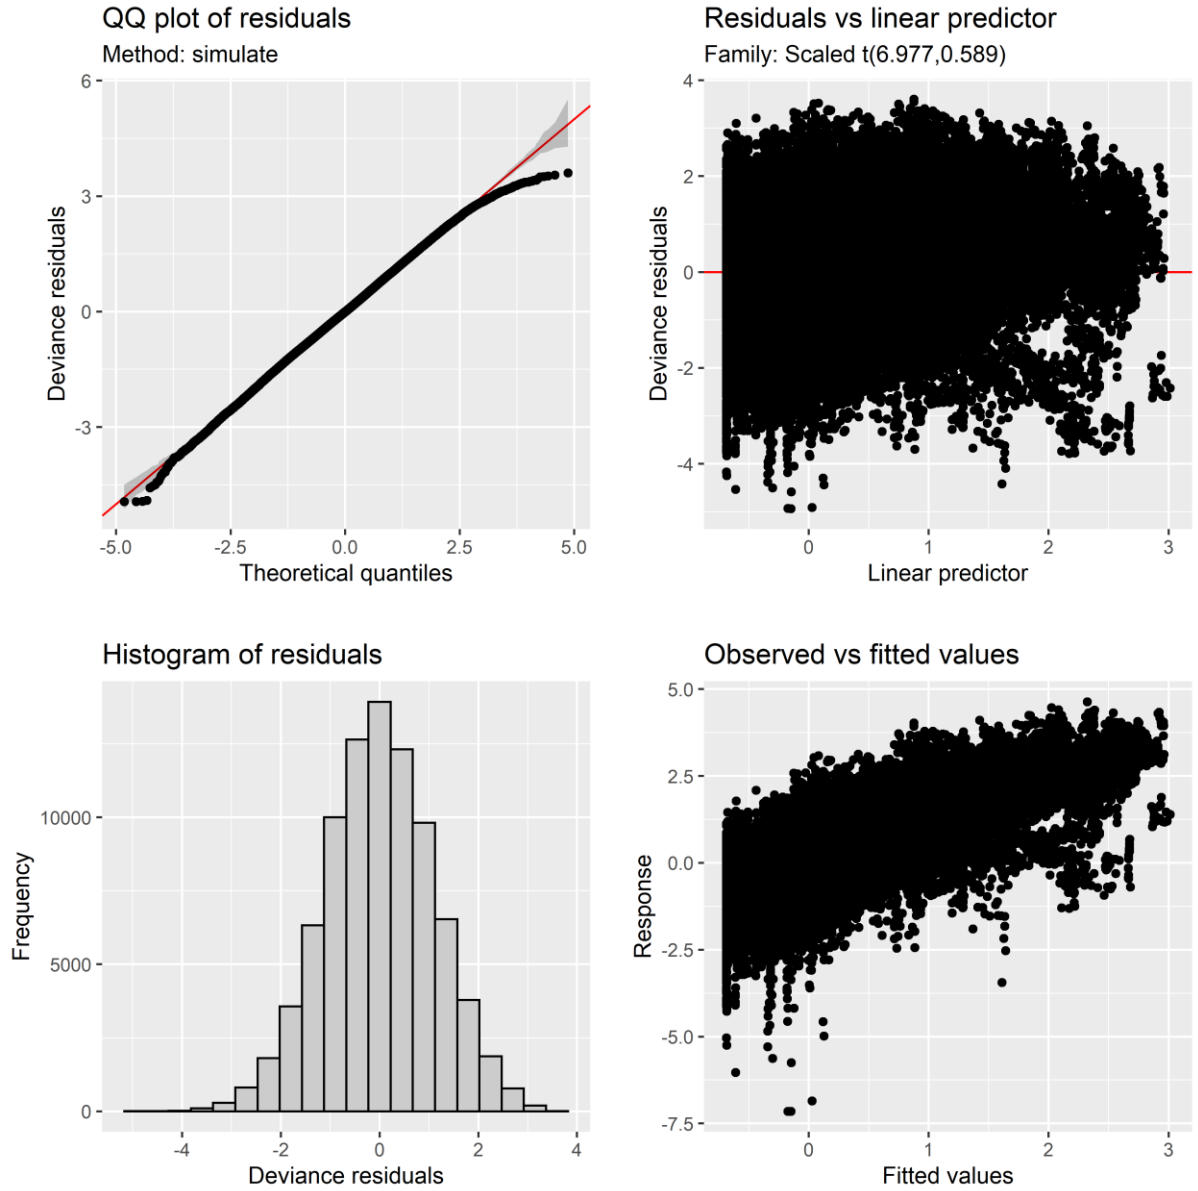 QQ plot of residuals
Method: simulate
6
3
0
-3
Deviance residuals
-5.0 -2.5 0.0 2.5 5.0
Theoretical quantiles
Residuals vs linear predictor
Family: Scaled t(6.977,0.589)
4
2
0
-2
-4
Deviance residuals
0 1 2 3
Linear predictor
Histogram of residuals
10000
5000
0
Frequency
-4 -2 0 2 4
Deviance residuals
Observed vs fitted values
5.0
2.5
0.0
-2.5
-5.0
-7.5
Response
0 1 2 3
Fitted values